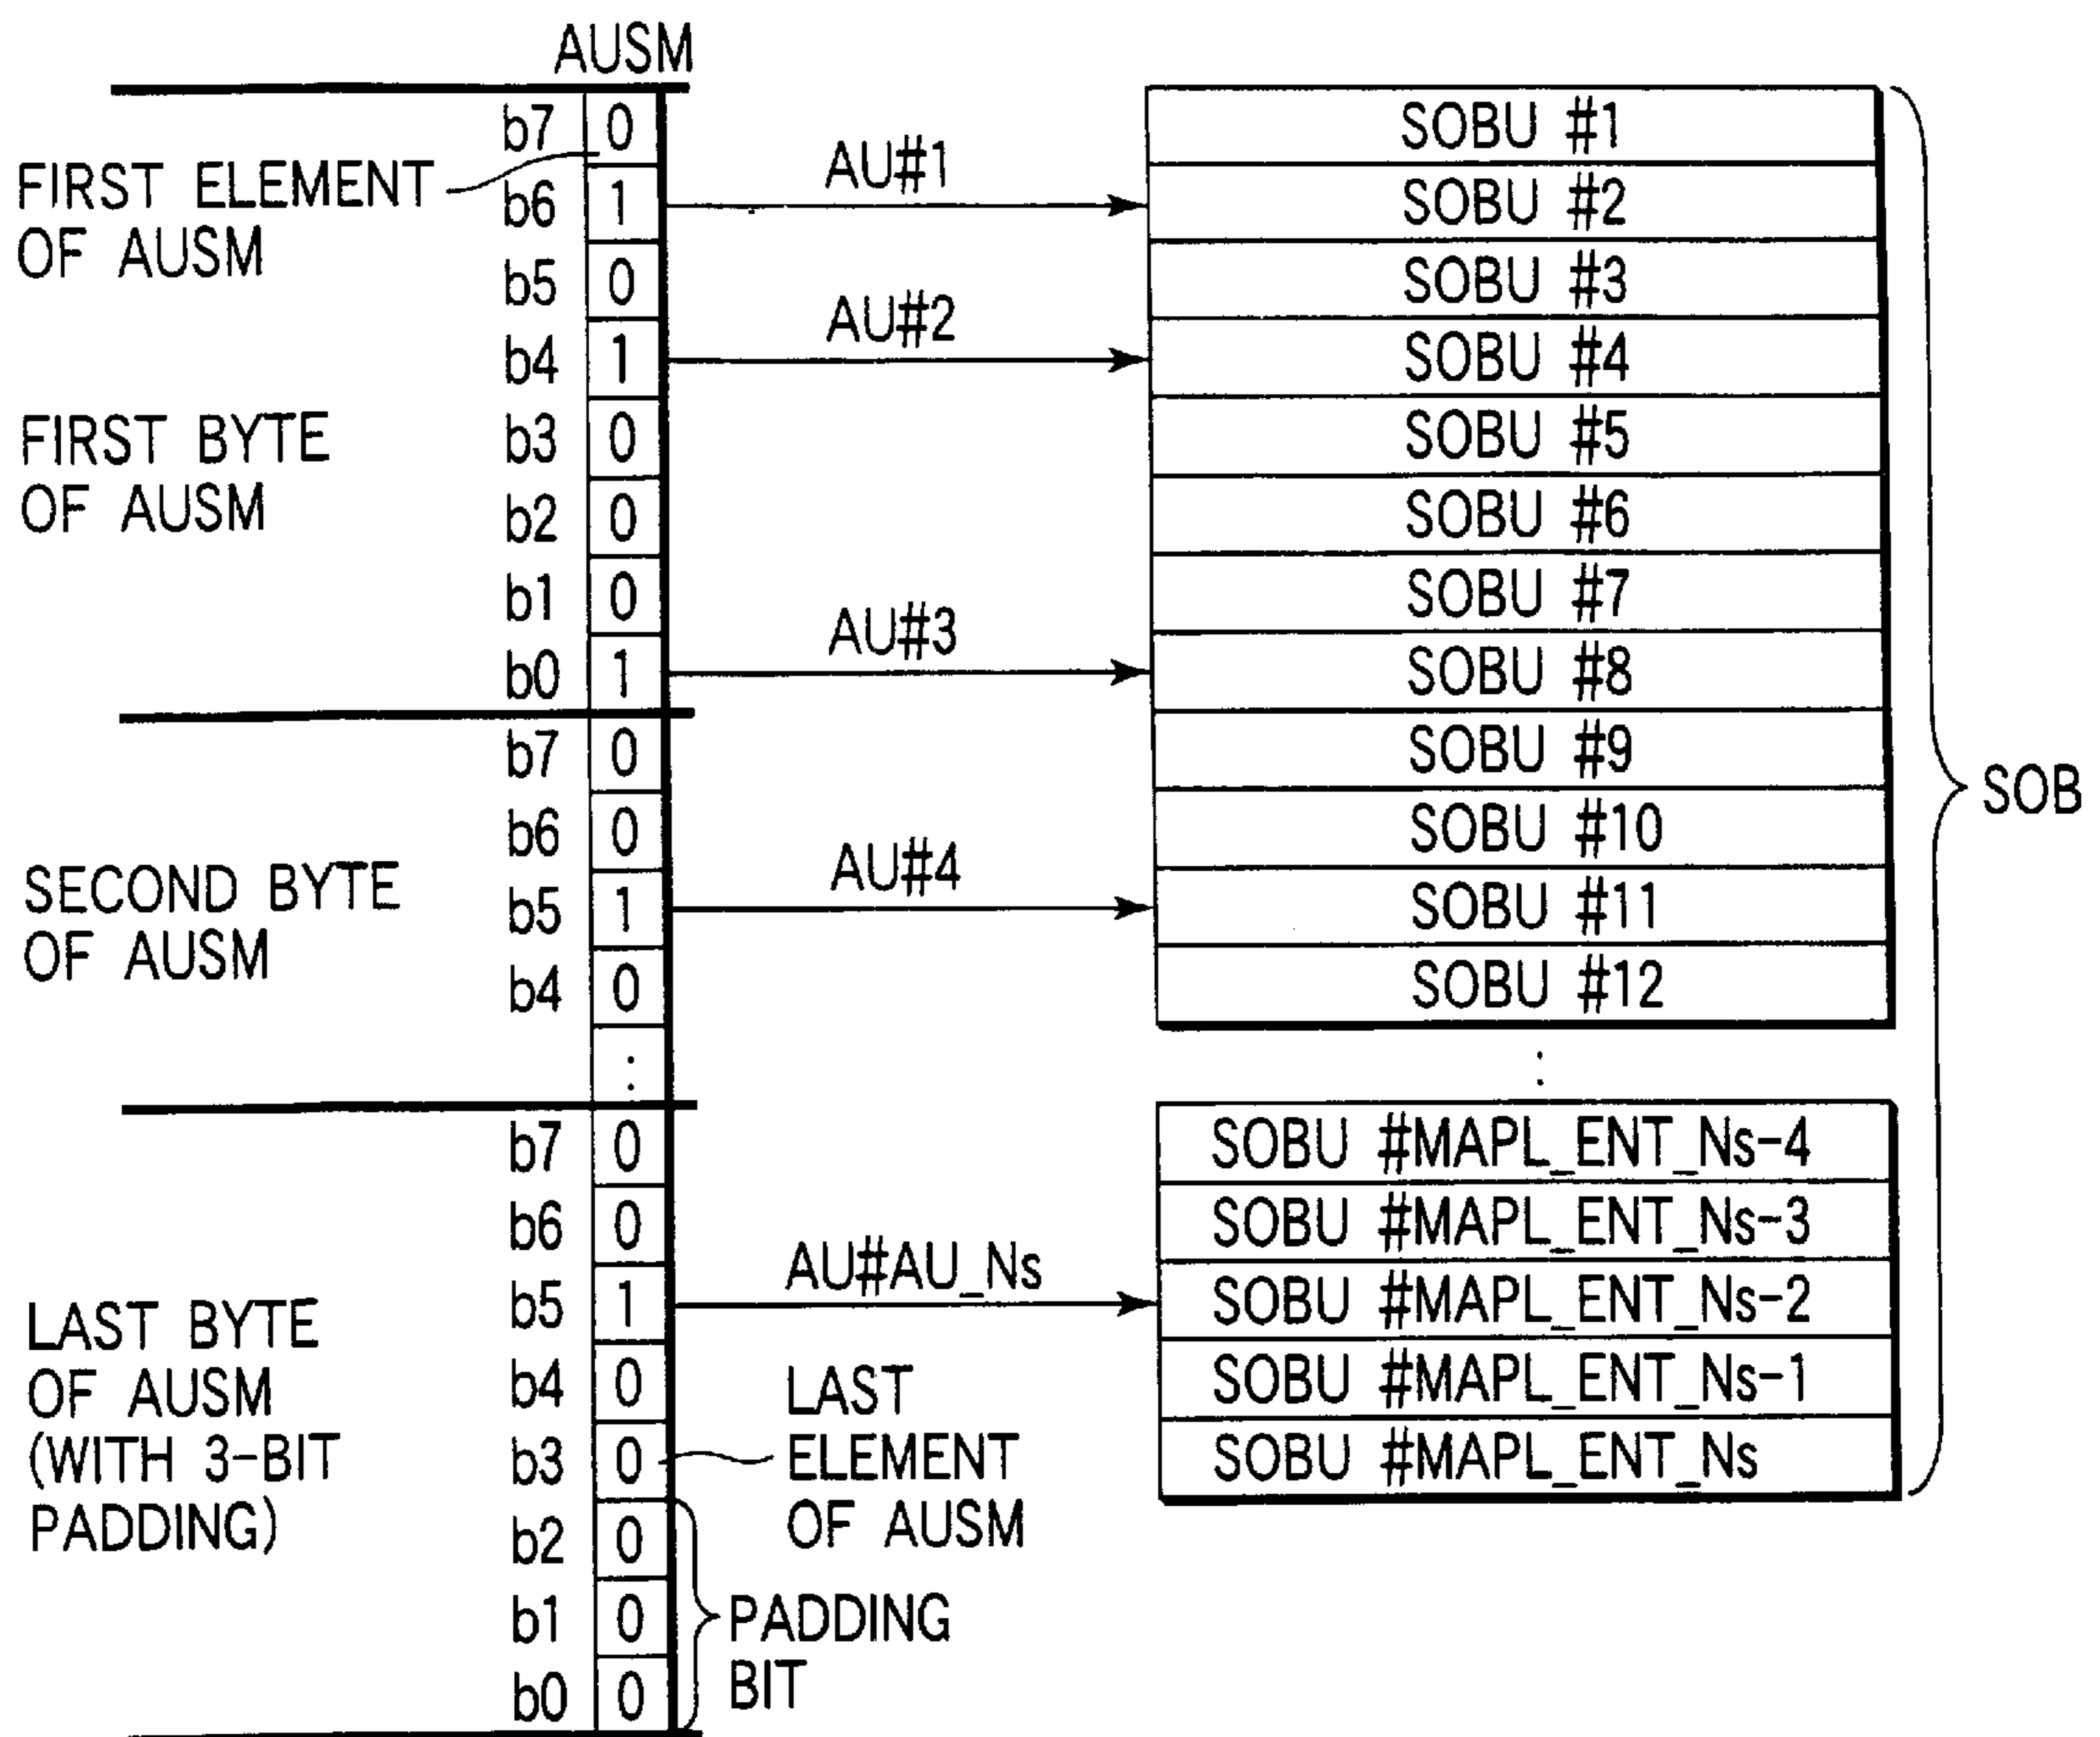 AUSM
b7 0 SOBU #1
FIRST ELEMENT
OF AUSM
b6 1 AU#1 SOBU #2
b5 0 SOBU #3
b4 1 AU#2 SOBU #4
FIRST BYTE
OF AUSM
b3 0 SOBU #5
b2 0 SOBU #6
b1 0 SOBU #7
b0 1 AU#3 SOBU #8
b7 0 SOBU #9
SOB
b6 0 SOBU #10
SECOND BYTE
OF AUSM
b5 1 AU#4 SOBU #11
b4 0 SOBU #12
: :
b7 0 SOBU #MAPL_ENT_Ns-4
b6 0 SOBU #MAPL_ENT_Ns-3
b5 1 AU#AU_Ns SOBU #MAPL_ENT_Ns-2
LAST BYTE
OF AUSM
(WITH 3-BIT
PADDING)
b4 0 SOBU #MAPL_ENT_Ns-1
b3 0 SOBU #MAPL_ENT_Ns
LAST
ELEMENT
OF AUSM
b2 0
b1 0
PADDING
BIT
b0 0